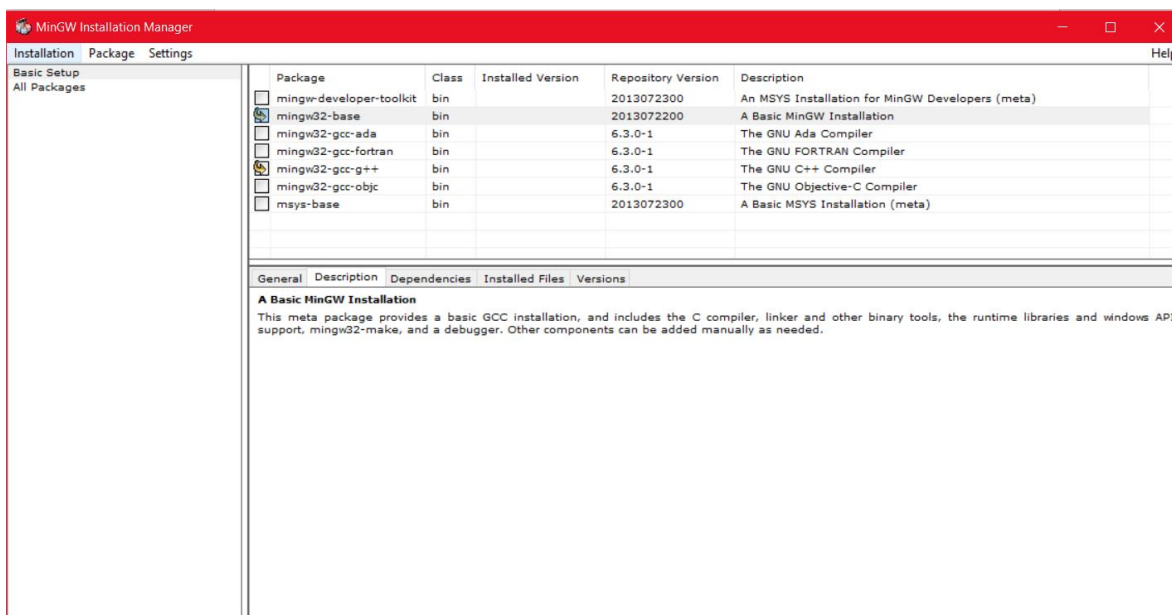 MinGW Installation Manager
Installation Package Settings
Basic Setup
All Packages
Package Class Installed Version Repository Version Description
mingw-developer-toolkit bin 2013072300 An MSYS Installation for MinGW Developers (meta)
mingw32-base bin 2013072200 A Basic MinGW Installation
mingw32-gcc-ada bin 6.3.0-1 The GNU Ada Compiler
mingw32-gcc-fortran bin 6.3.0-1 The GNU FORTRAN Compiler
mingw32-gcc-g++ bin 6.3.0-1 The GNU C++ Compiler
mingw32-gcc-objc bin 6.3.0-1 The GNU Objective-C Compiler
msys-base bin 2013072300 A Basic MSYS Installation (meta)
General Description Dependencies Installed Files Versions
A Basic MinGW Installation
This meta package provides a basic GCC installation, and includes the C compiler, linker and other binary tools, the runtime libraries and windows API
support, mingw32-make, and a debugger. Other components can be added manually as needed.